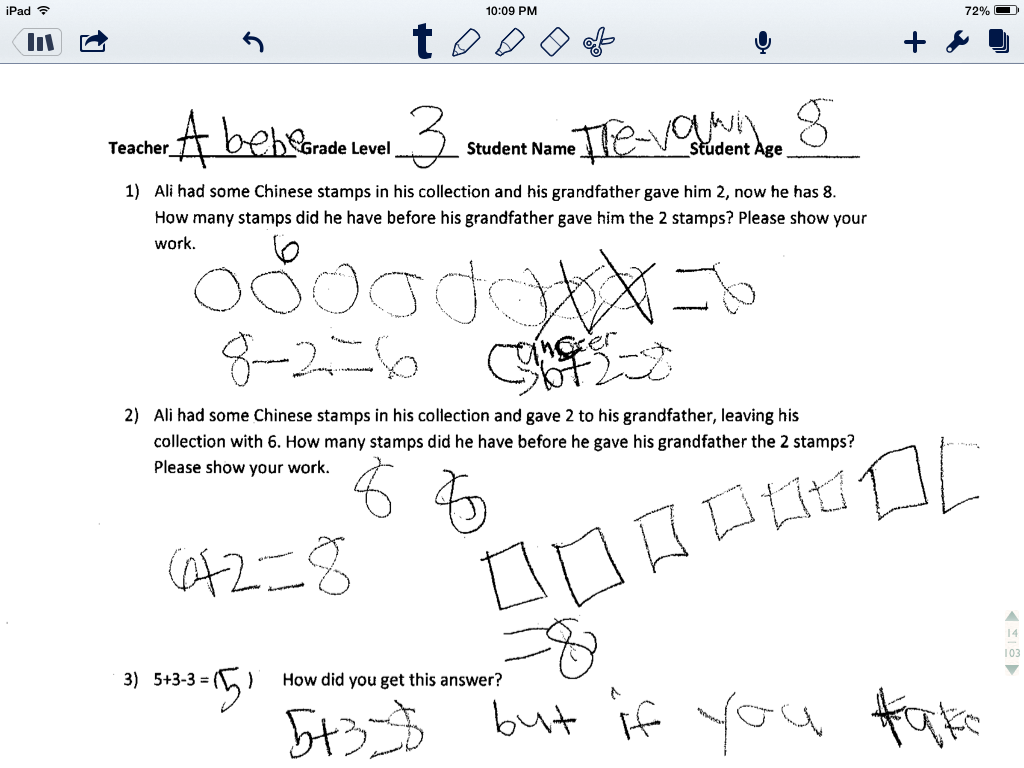 iPad 10:09 PM 72%
t
Teacher Abebe Grade Level 3 Student Name Tre-vawn Student Age 8
1) Ali had some Chinese stamps in his collection and his grandfather gave him 2, now he has 8.
How many stamps did he have before his grandfather gave him the 2 stamps? Please show your
work.
6
= 6
8-2=6
6+2=8
2) Ali had some Chinese stamps in his collection and gave 2 to his grandfather, leaving his
collection with 6. How many stamps did he have before he gave his grandfather the 2 stamps?
Please show your work.
8 8
6+2=8
=8
14
103
3) 5+3-3 = (5) How did you get this answer?
5+3=8 but if you take